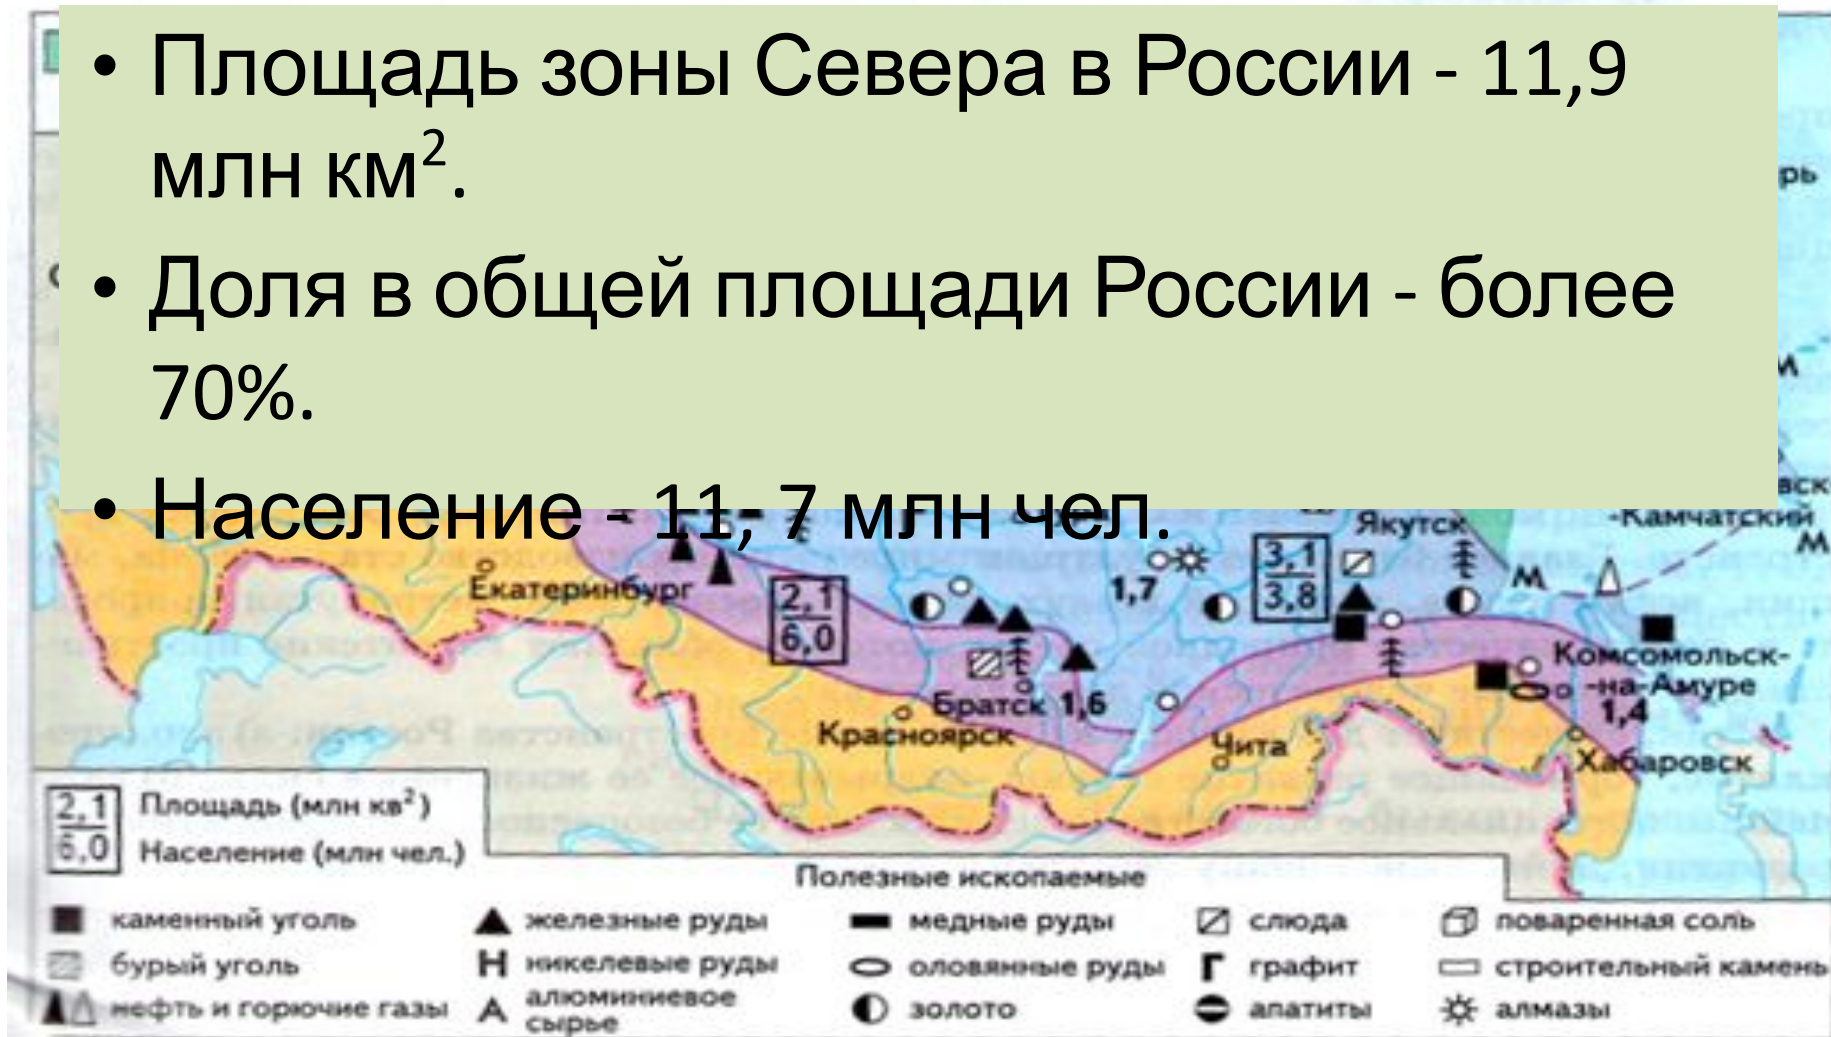 • Площадь зоны Севера в России - 11,9
млн км².
• Доля в общей площади России - более
70%.
• Население - 11, 7 млн чел.
рь
М
вск
Якутск
-Камчатский
М
Екатеринбург
2,1
6,0
1,7
3,1
3,8
М
Комсомольск-
-на-Амуре
1,4
Братск 1,6
Красноярск
Чита
Хабаровск
2,1
6,0
Площадь (млн кв²)
Население (млн чел.)
Полезные ископаемые
каменный уголь
железные руды
медные руды
слюда
поваренная соль
бурый уголь
Н никелевые руды
оловянные руды
Г графит
строительный камень
нефть и горючие газы
А алюминиевое
сырье
золото
апатиты
алмазы